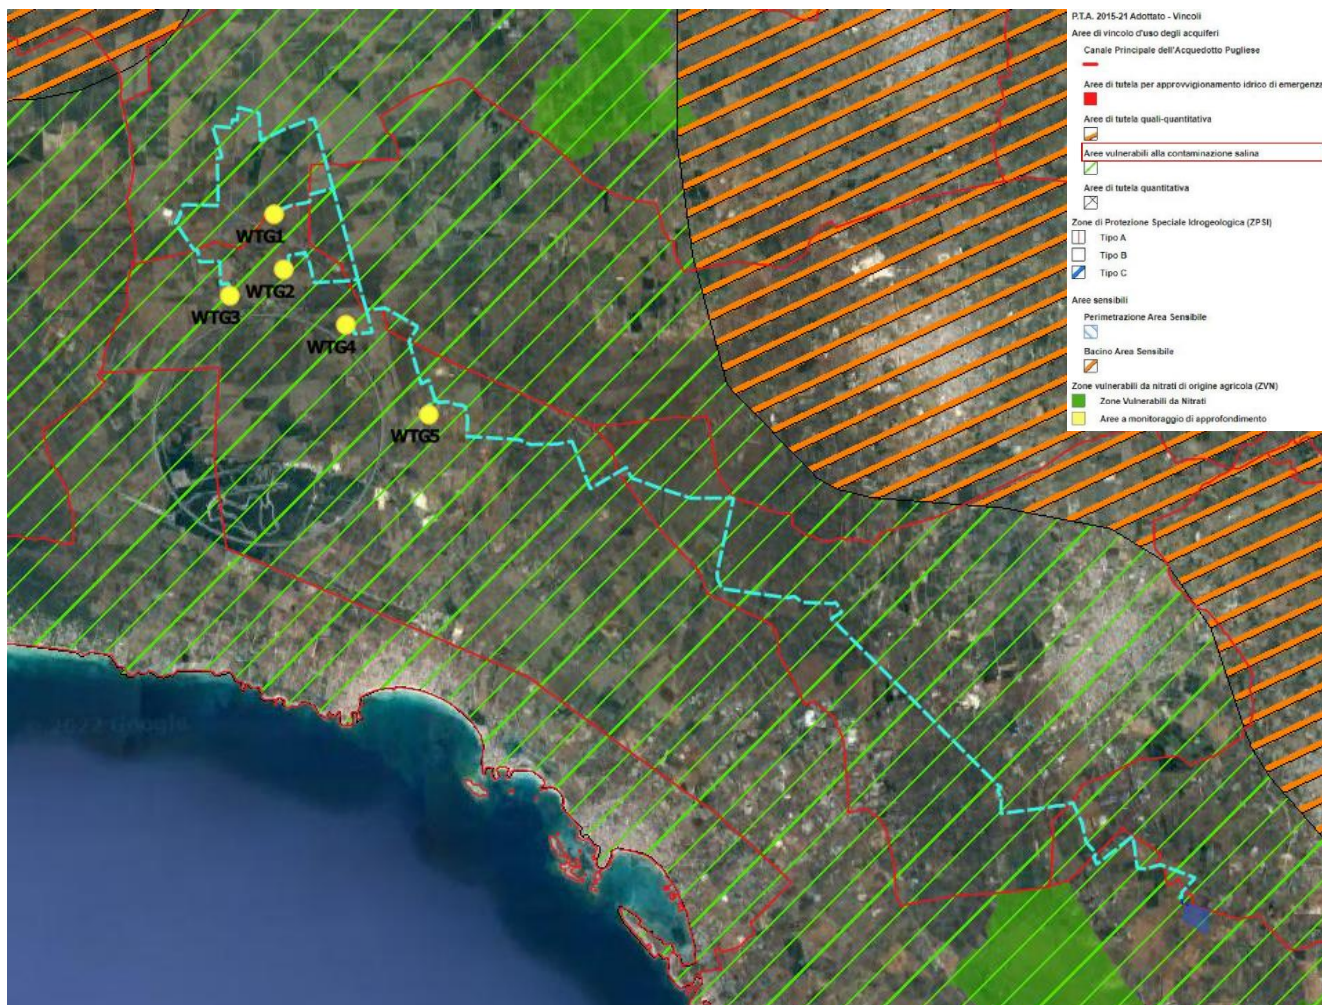 P.T.A. 2015-21 Adottato - Vincoli
Aree di vincolo d'uso degli acquiferi
Canale Principale dell'Acquedotto Pugliese
Aree di tutela per approvvigionamento idrico di emergenza
Aree di tutela quali-quantitativa
Aree vulnerabili alla contaminazione salina
Aree di tutela quantitativa
Zone di Protezione Speciale Idrogeologica (ZPSI)
Tipo A
Tipo B
Tipo C
Aree sensibili
Perimetrazione Area Sensibile
Bacino Area Sensibile
Zone vulnerabili da nitrati di origine agricola (ZVN)
Zone Vulnerabili da Nitrati
Aree a monitoraggio di approfondimento
WTG1
WTG2
WTG3
WTG4
WTG5
© 2022 Google